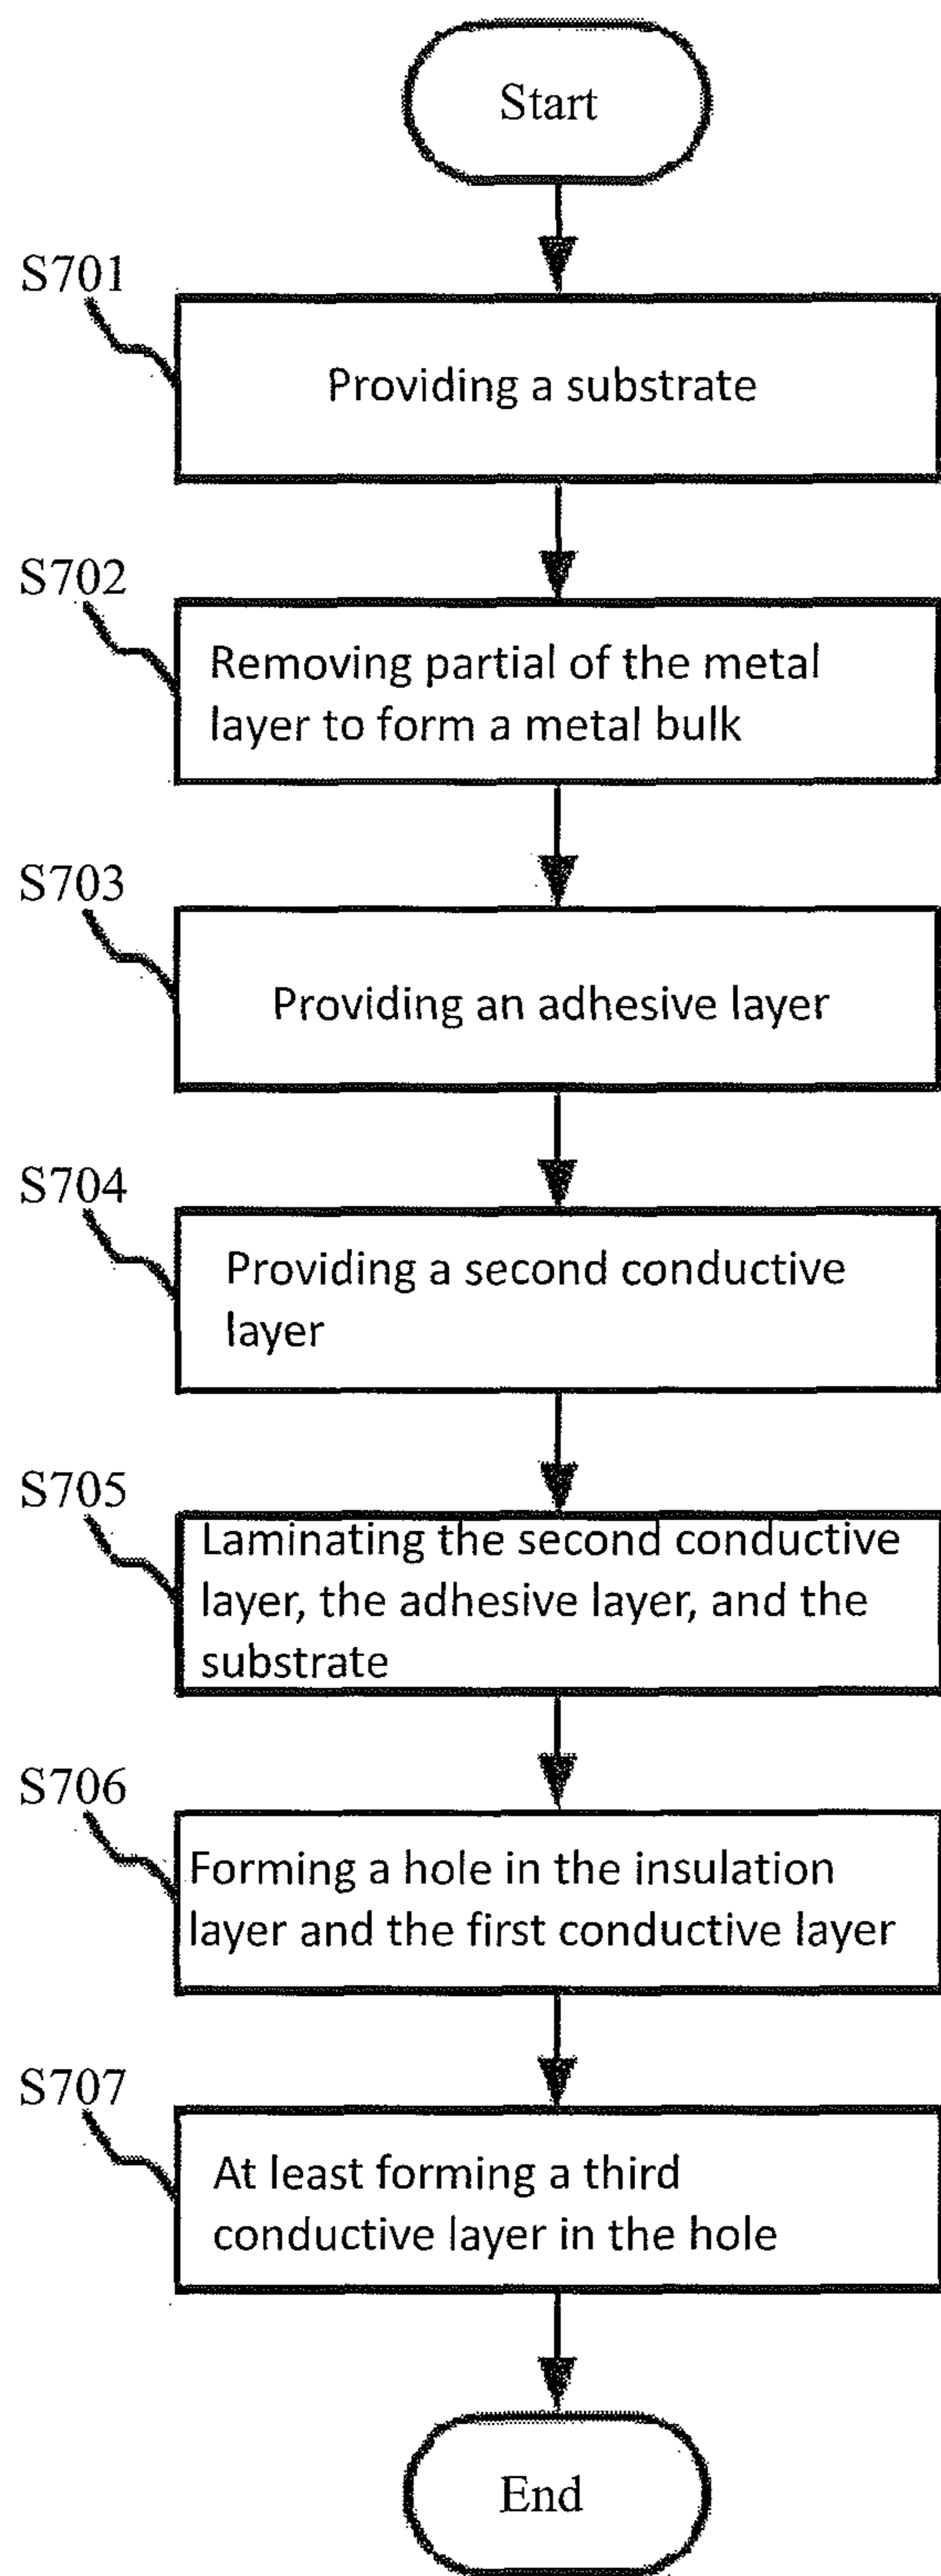 Start
S701
Providing a substrate
S702
Removing partial of the metal
layer to form a metal bulk
S703
Providing an adhesive layer
S704
Providing a second conductive
layer
S705
Laminating the second conductive
layer, the adhesive layer, and the
substrate
S706
Forming a hole in the insulation
layer and the first conductive layer
S707
At least forming a third
conductive layer in the hole
End